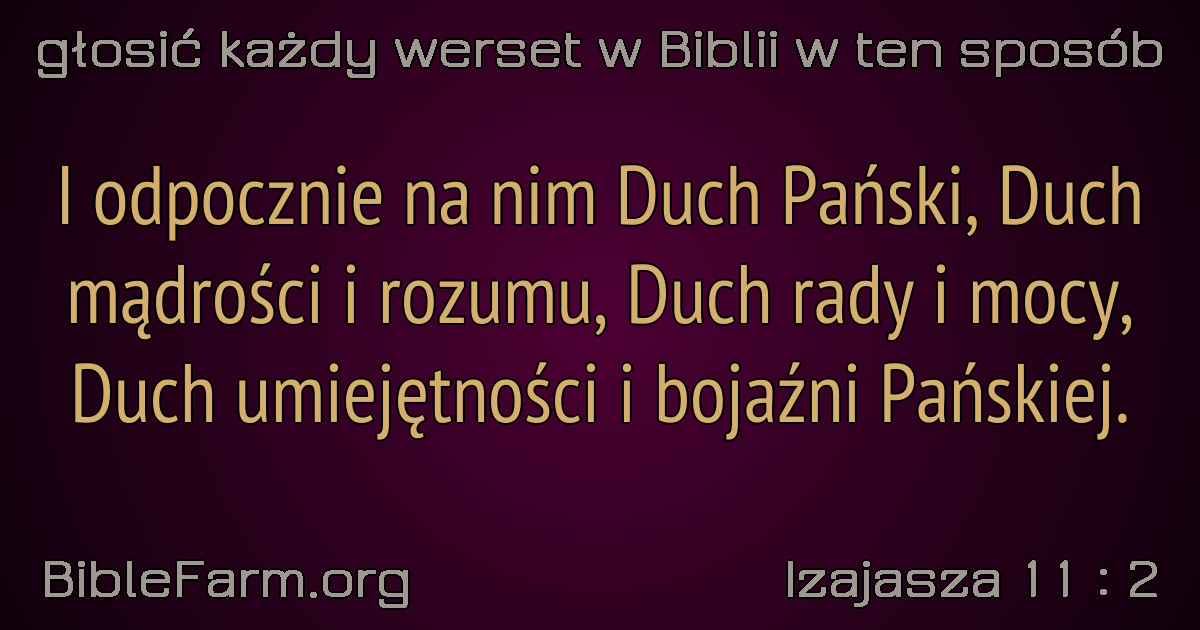 głosić każdy werset w Biblii w ten sposób
I odpocznie na nim Duch Pański, Duch
mądrości i rozumu, Duch rady i mocy,
Duch umiejętności i bojaźni Pańskiej.
BibleFarm.org
Izajasza 11 : 2